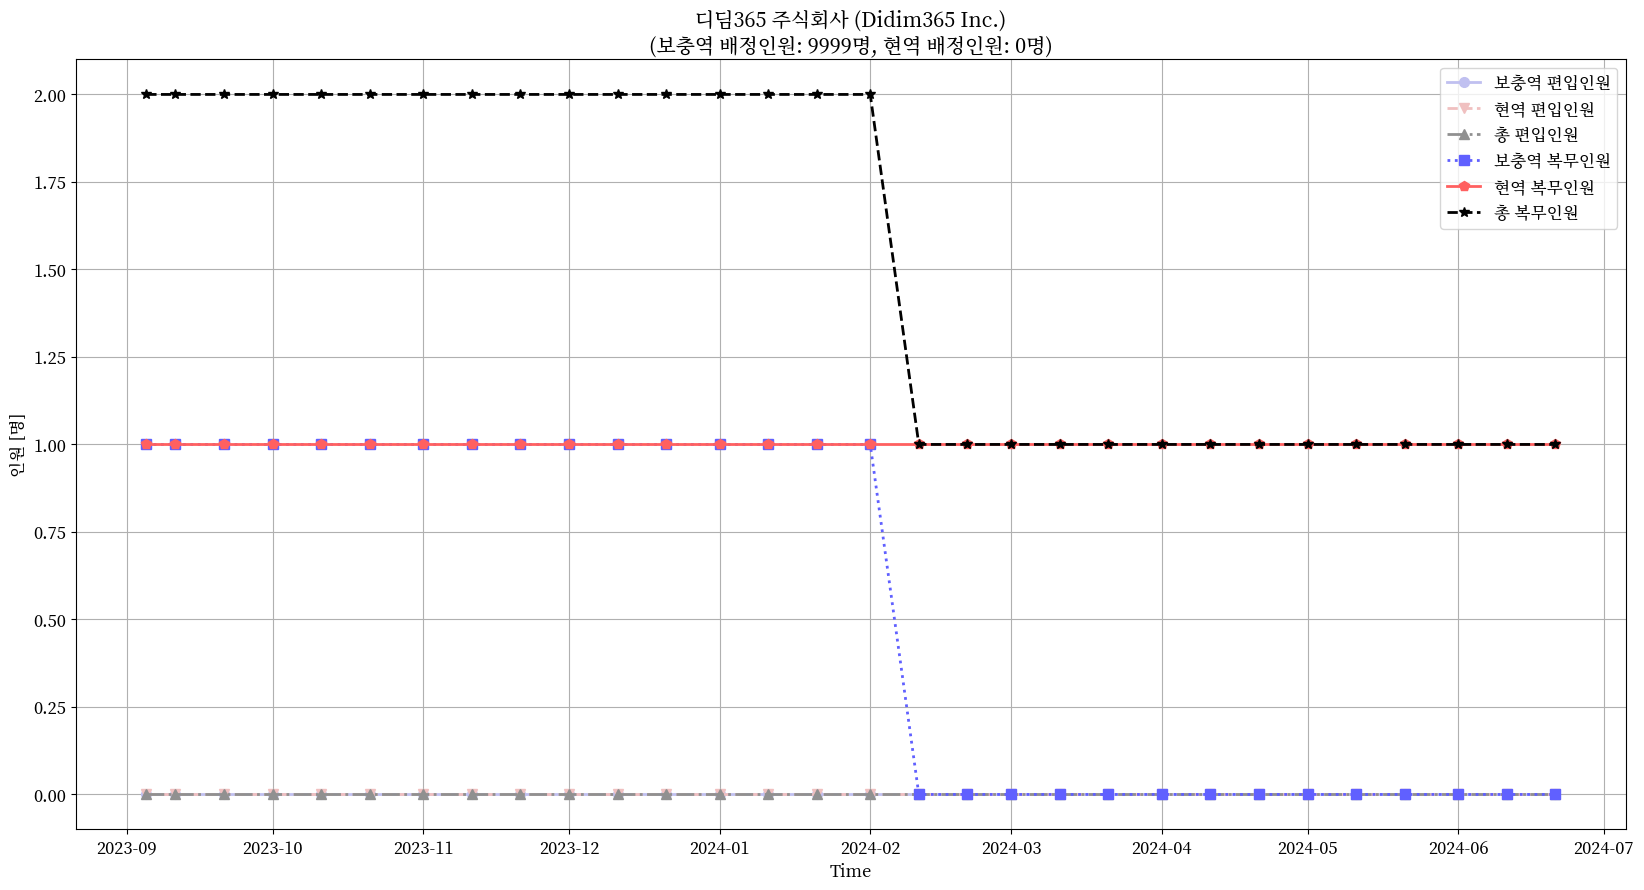 디딤365 주식회사 (Didim365 Inc.)
(보충역 배정인원: 9999명, 현역 배정인원: 0명)
보충역 편입인원
현역 편입인원
총 편입인원
보충역 복무인원
현역 복무인원
총 복무인원
인원 [명]
2.00
1.75
1.50
1.25
1.00
0.75
0.50
0.25
0.00
2023-09 2023-10 2023-11 2023-12 2024-01 2024-02 2024-03 2024-04 2024-05 2024-06 2024-07
Time